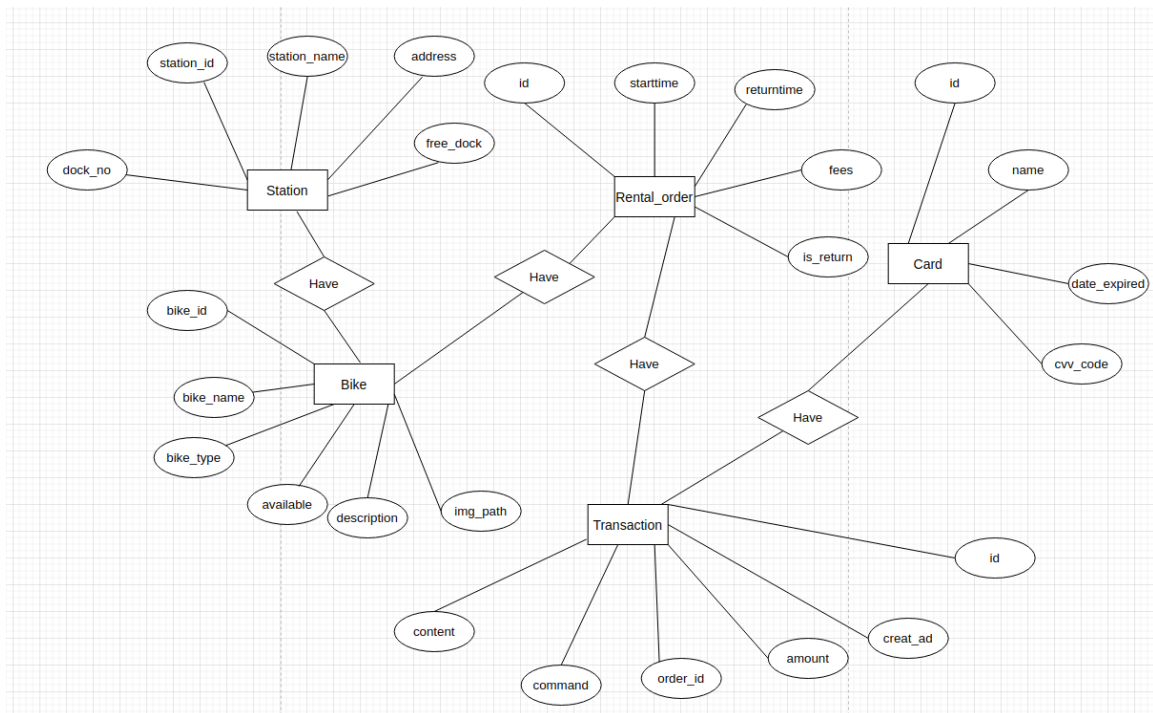 station_id
station_name
address
id
starttime
returntime
id
dock_no
free_dock
Station
Rental_order
fees
name
is_return
Card
Have
Have
date_expired
bike_id
Have
cvv_code
Bike
bike_name
Have
bike_type
available
description
img_path
Transaction
id
content
creat_ad
amount
order_id
command